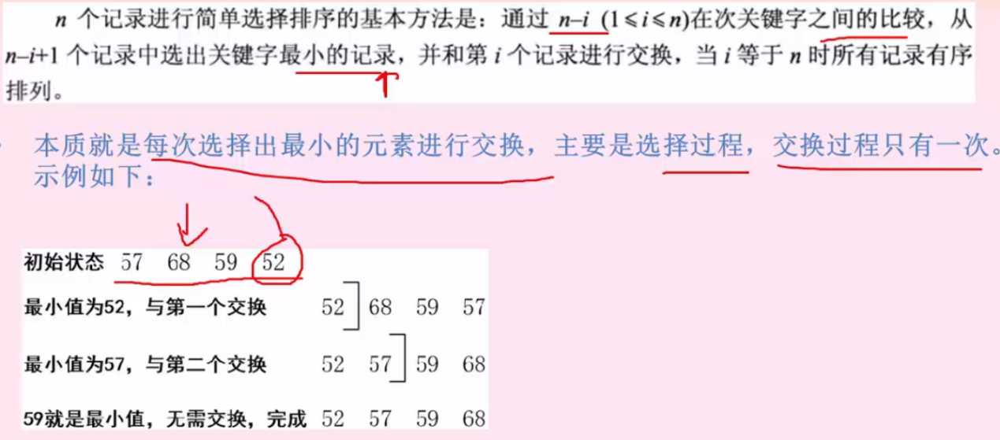 n 个记录进行简单选择排序的基本方法是：通过 n–i (1≤i≤n)在次关键字之间的比较，从
n–i+1 个记录中选出关键字最小的记录，并和第 i 个记录进行交换，当 i 等于 n 时所有记录有序
排列。
本质就是每次选择出最小的元素进行交换，主要是选择过程，交换过程只有一次。
示例如下：
初始状态 57 68 59 52
最小值为52，与第一个交换 52] 68 59 57
最小值为57，与第二个交换 52 57] 59 68
59就是最小值，无需交换，完成 52 57 59 68